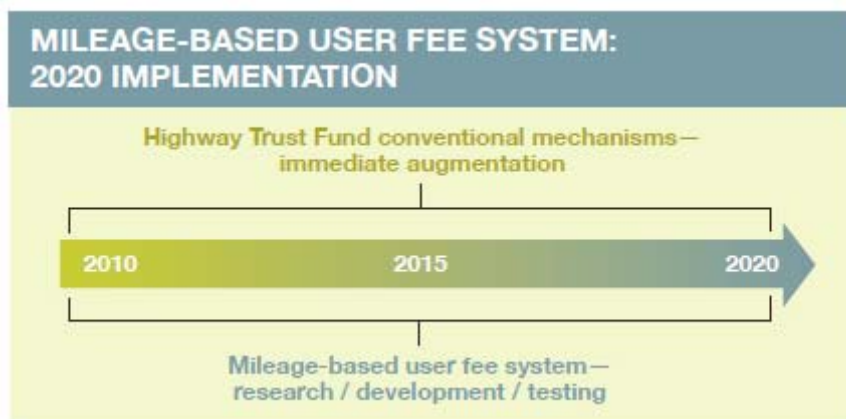 MILEAGE-BASED USER FEE SYSTEM:
2020 IMPLEMENTATION
Highway Trust Fund conventional mechanisms—
immediate augmentation
2010 2015 2020
Mileage-based user fee system—
research / development / testing